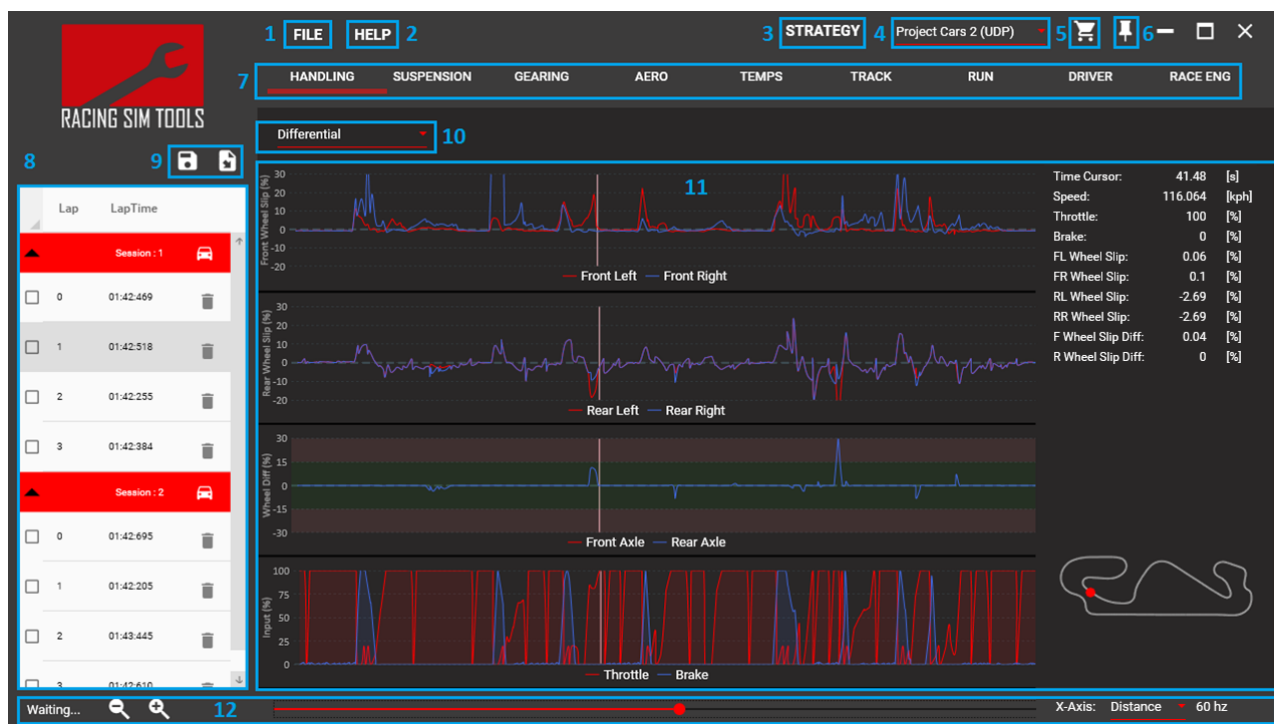 RACING SIM TOOLS
1 FILE HELP 2
3 STRATEGY 4 Project Cars 2 (UDP) 5 6
7 HANDLING SUSPENSION GEARING AERO TEMPS TRACK RUN DRIVER RACE ENG
8 9
Differential 10
Lap LapTime
Session : 1
0 01:42:469
1 01:42:518
2 01:42:255
3 01:42:384
Session : 2
0 01:42:695
1 01:42:205
2 01:43:445
3 01:42:610
11
Front Wheel Slip (%)
30
20
10
0
-10
-20
Front Left Front Right
Rear Wheel Slip (%)
30
20
10
0
-10
-20
Rear Left Rear Right
Wheel Diff (%)
30
15
0
-15
-30
Front Axle Rear Axle
Input (%)
100
75
50
25
0
Throttle Brake
Time Cursor: 41.48 [s]
Speed: 116.064 [kph]
Throttle: 100 [%]
Brake: 0 [%]
FL Wheel Slip: 0.06 [%]
FR Wheel Slip: 0.1 [%]
RL Wheel Slip: -2.69 [%]
RR Wheel Slip: -2.69 [%]
F Wheel Slip Diff: 0.04 [%]
R Wheel Slip Diff: 0 [%]
Waiting... 12 X-Axis: Distance 60 hz